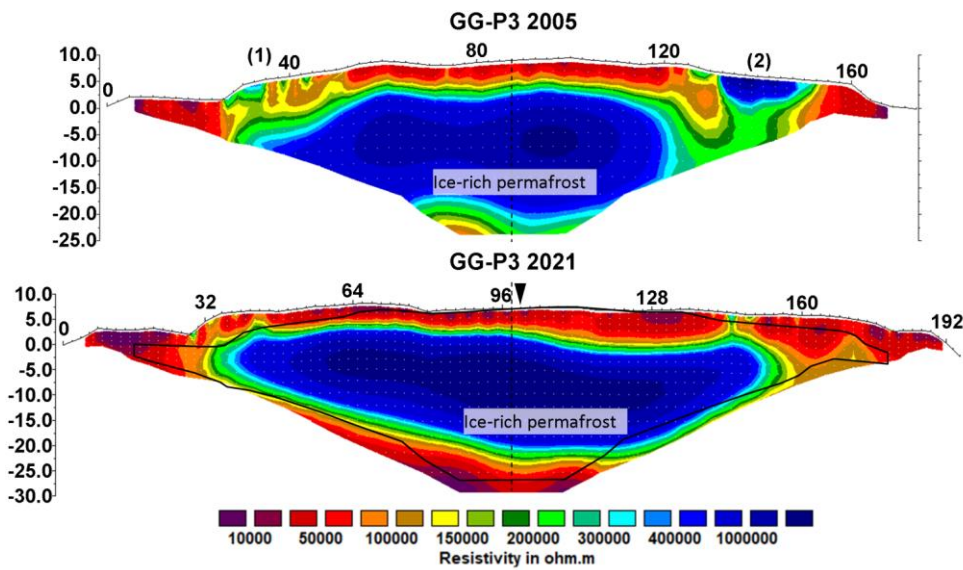 GG-P3 2005
0 (1) 40 80 120 (2) 160
10.0
5.0
0.0
-5.0
-10.0
-15.0
-20.0
-25.0
Ice-rich permafrost
GG-P3 2021
0 32 64 96 128 160 192
10.0
5.0
0.0
-5.0
-10.0
-15.0
-20.0
-25.0
-30.0
Ice-rich permafrost
10000 50000 100000 150000 200000 300000 400000 1000000
Resistivity in ohm.m